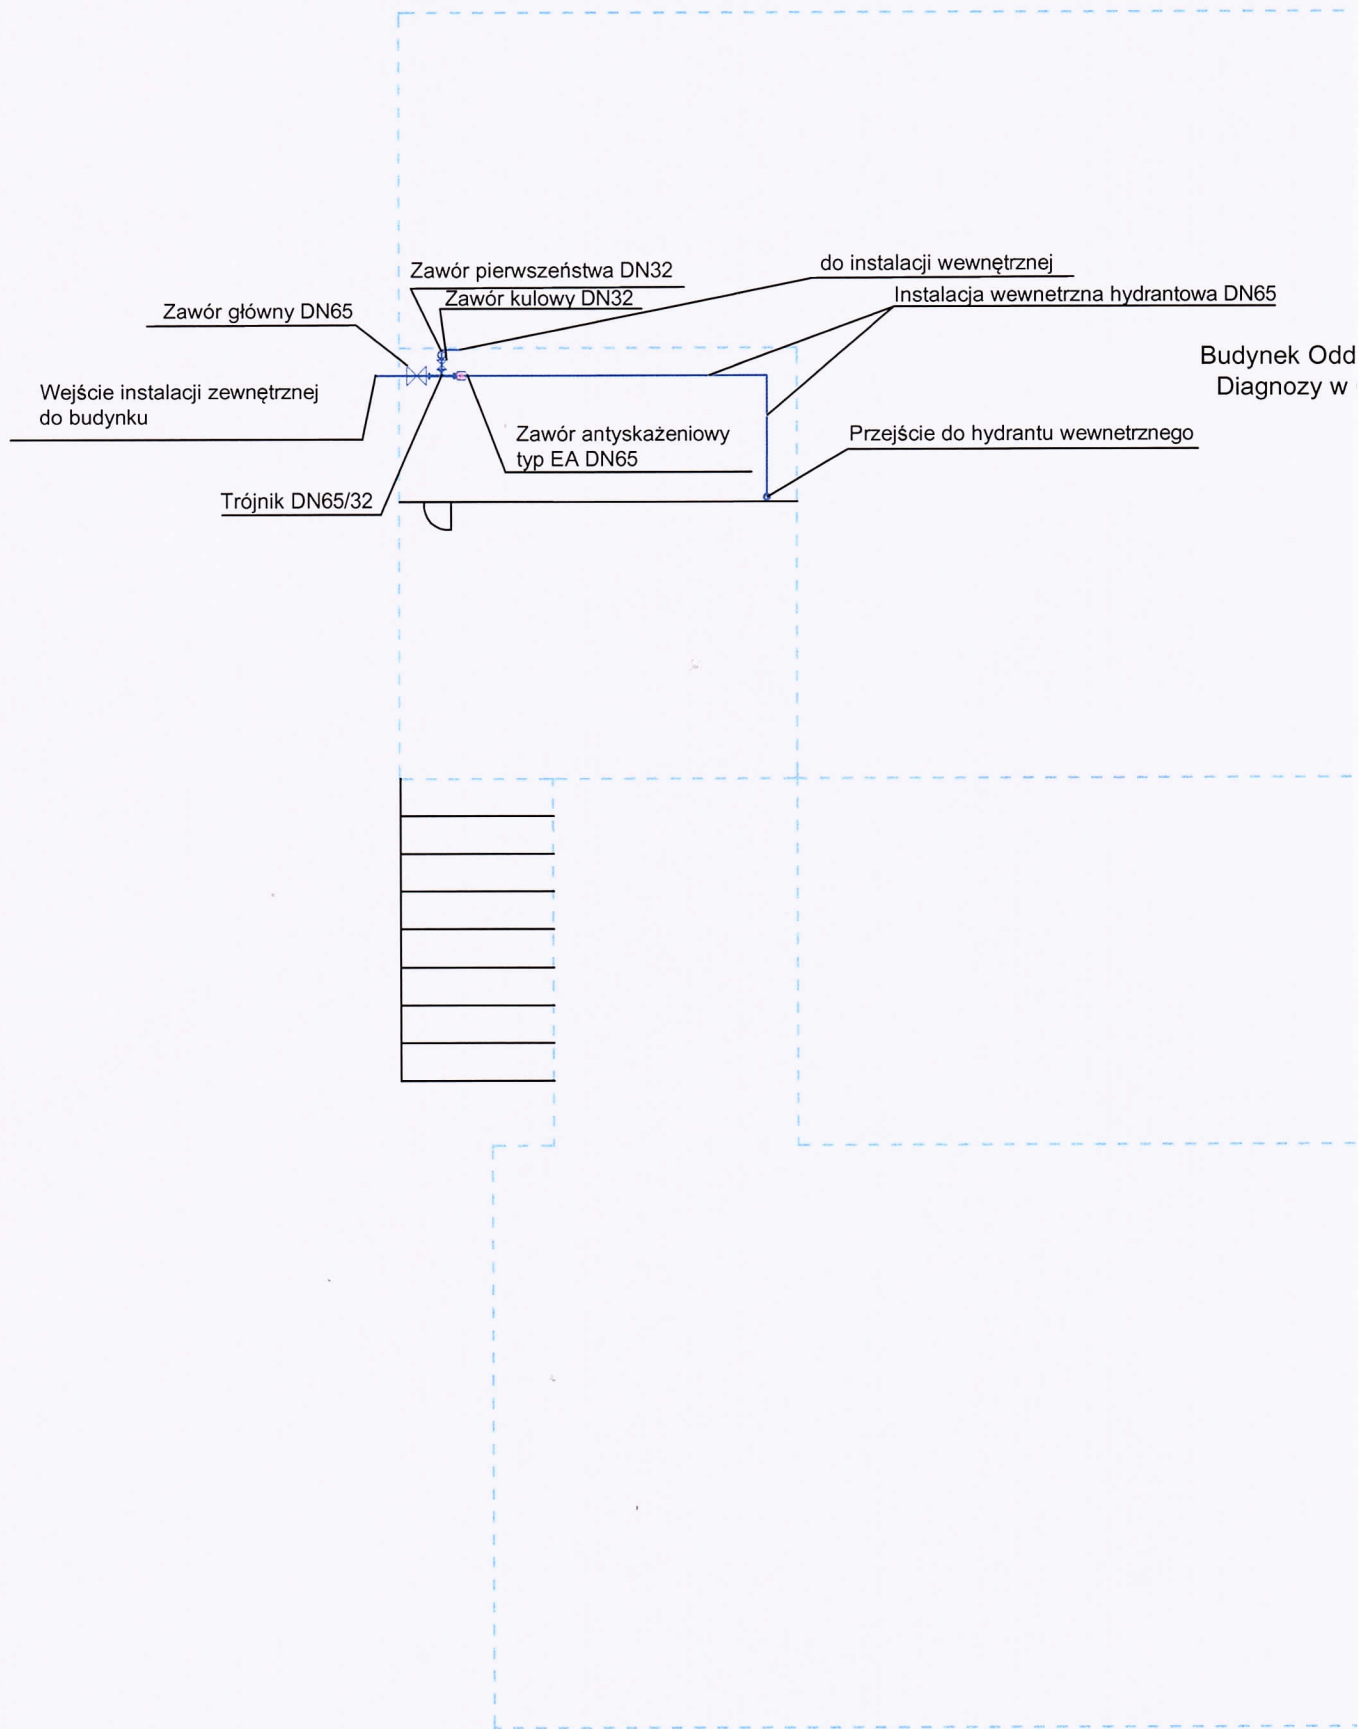 Zawór pierwszeństwa DN32
do instalacji wewnętrznej
Zawór kulowy DN32
Instalacja wewnetrzna hydrantowa DN65
Zawór główny DN65
Budynek Odd
Diagnozy w
Wejście instalacji zewnętrznej
do budynku
Zawór antyskażeniowy
typ EA DN65
Przejście do hydrantu wewnetrznego
Trójnik DN65/32